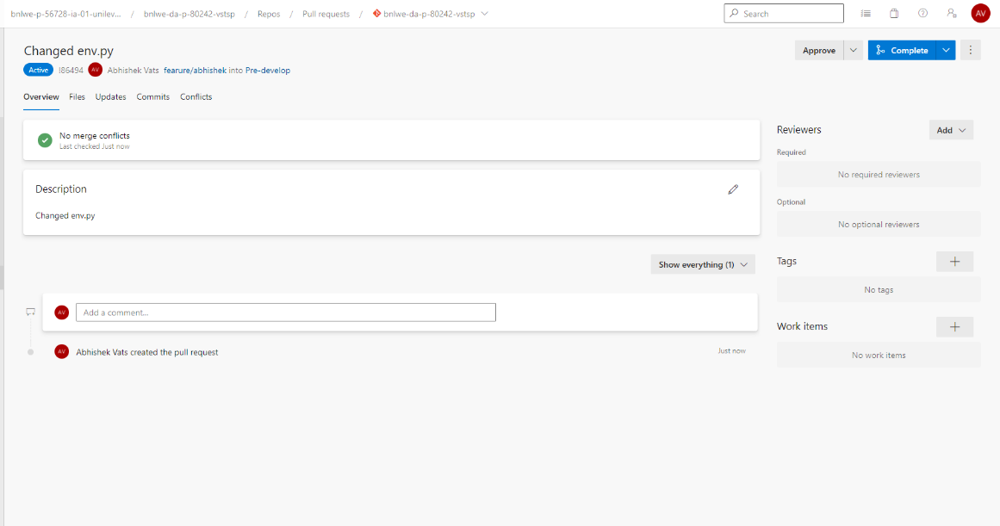 bnlwe-p-56728-ia-01-unilev... / bnlwe-da-p-80242-vstsp / Repos / Pull requests / bnlwe-da-p-80242-vstsp
Search
AV
Changed env.py
Approve
Complete
Active !86494 AV Abhishek Vats fearure/abhishek into Pre-develop
Overview Files Updates Commits Conflicts
No merge conflicts
Last checked Just now
Description
Changed env.py
Show everything (1)
AV Add a comment...
AV Abhishek Vats created the pull request Just now
Reviewers Add
Required
No required reviewers
Optional
No optional reviewers
Tags
No tags
Work items
No work items